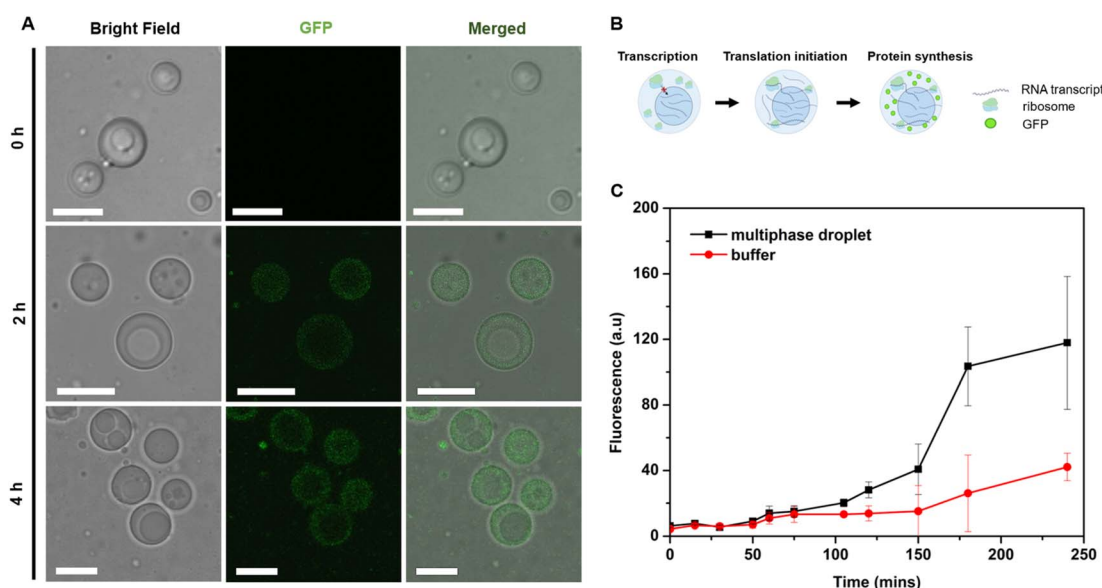 A
Bright Field
GFP
Merged
0 h
2 h
4 h
B
Transcription
Translation initiation
Protein synthesis
RNA transcript
ribosome
GFP
C
200
160
120
80
40
0
Fluorescence (a.u)
multiphase droplet
buffer
0
50
100
150
200
250
Time (mins)